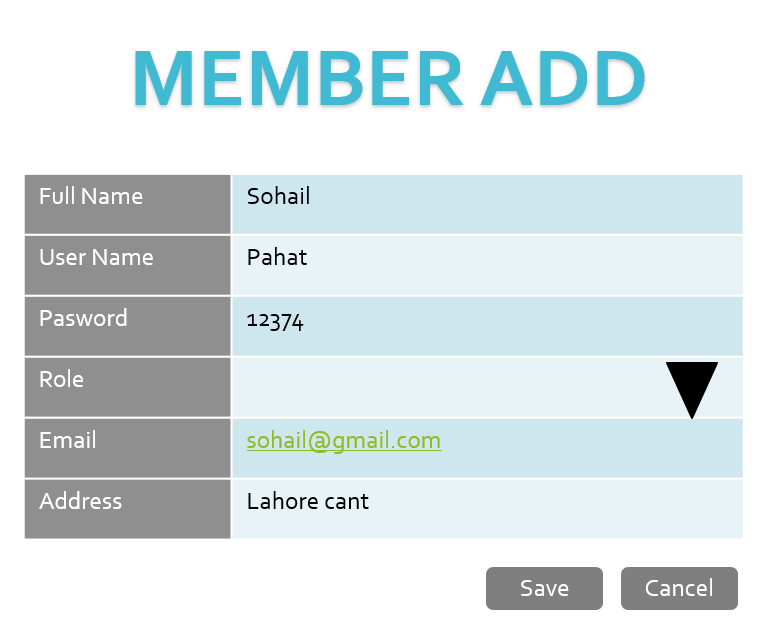 MEMBER ADD
Full Name Sohail
User Name Pahat
Pasword 12374
Role
Email sohail@gmail.com
Address Lahore cant
Save Cancel